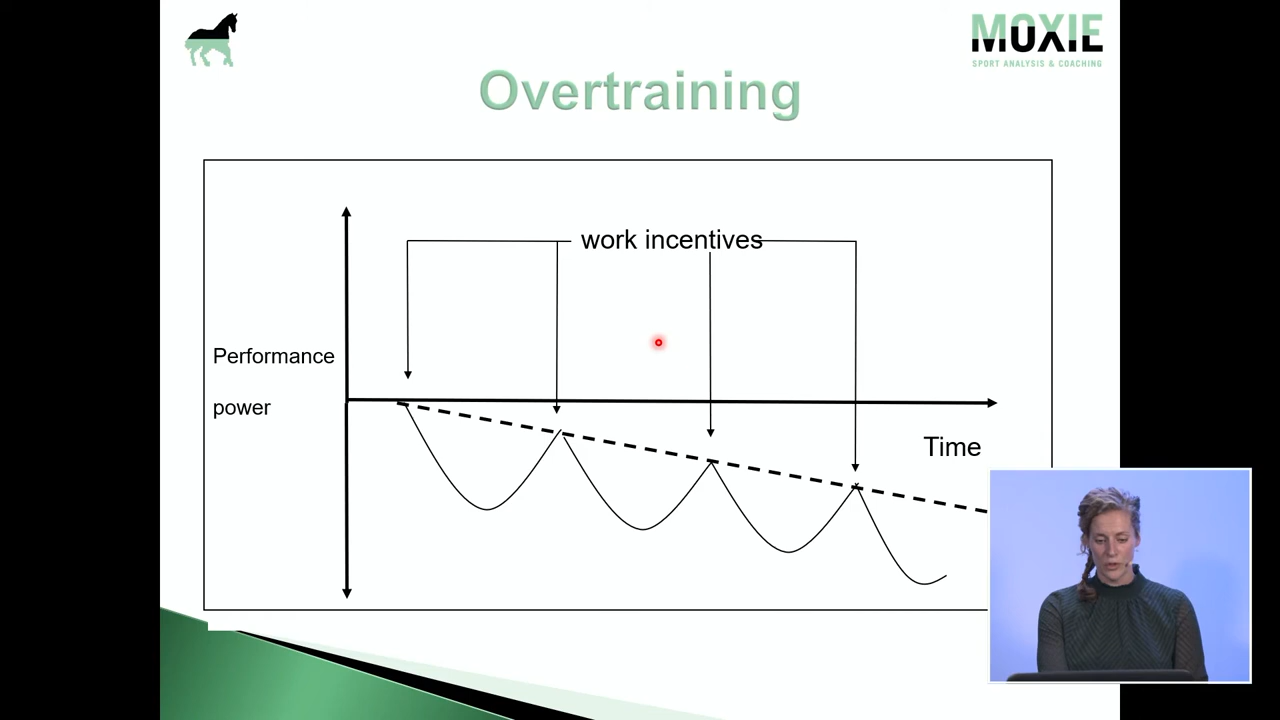 MOXIE
SPORT ANALYSIS & COACHING
Overtraining
work incentives
Performance
power
Time